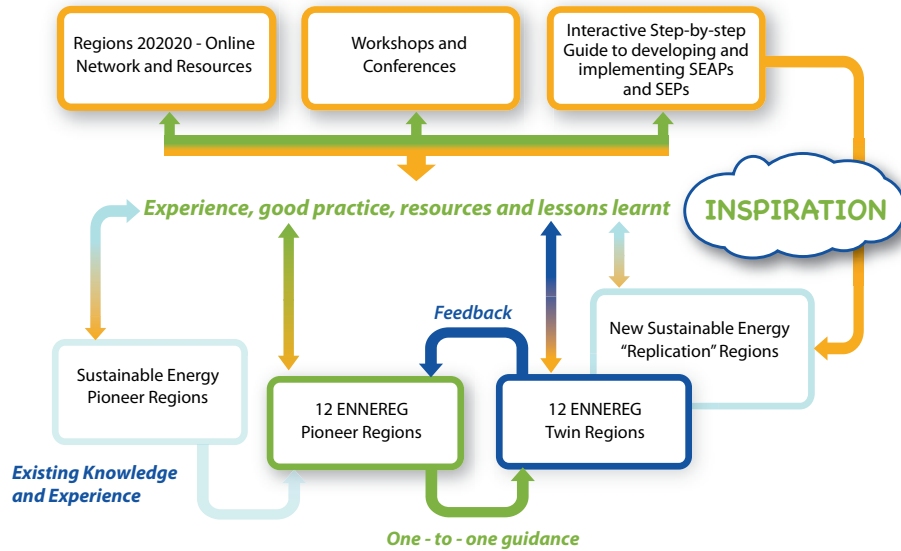 Regions 202020 - Online
Network and Resources
Workshops and
Conferences
Interactive Step-by-step
Guide to developing and
implementing SEAPs
and SEPs
Experience, good practice, resources and lessons learnt
INSPIRATION
Feedback
New Sustainable Energy
“Replication” Regions
Sustainable Energy
Pioneer Regions
12 ENNEREG
Pioneer Regions
12 ENNEREG
Twin Regions
Existing Knowledge
and Experience
One - to - one guidance